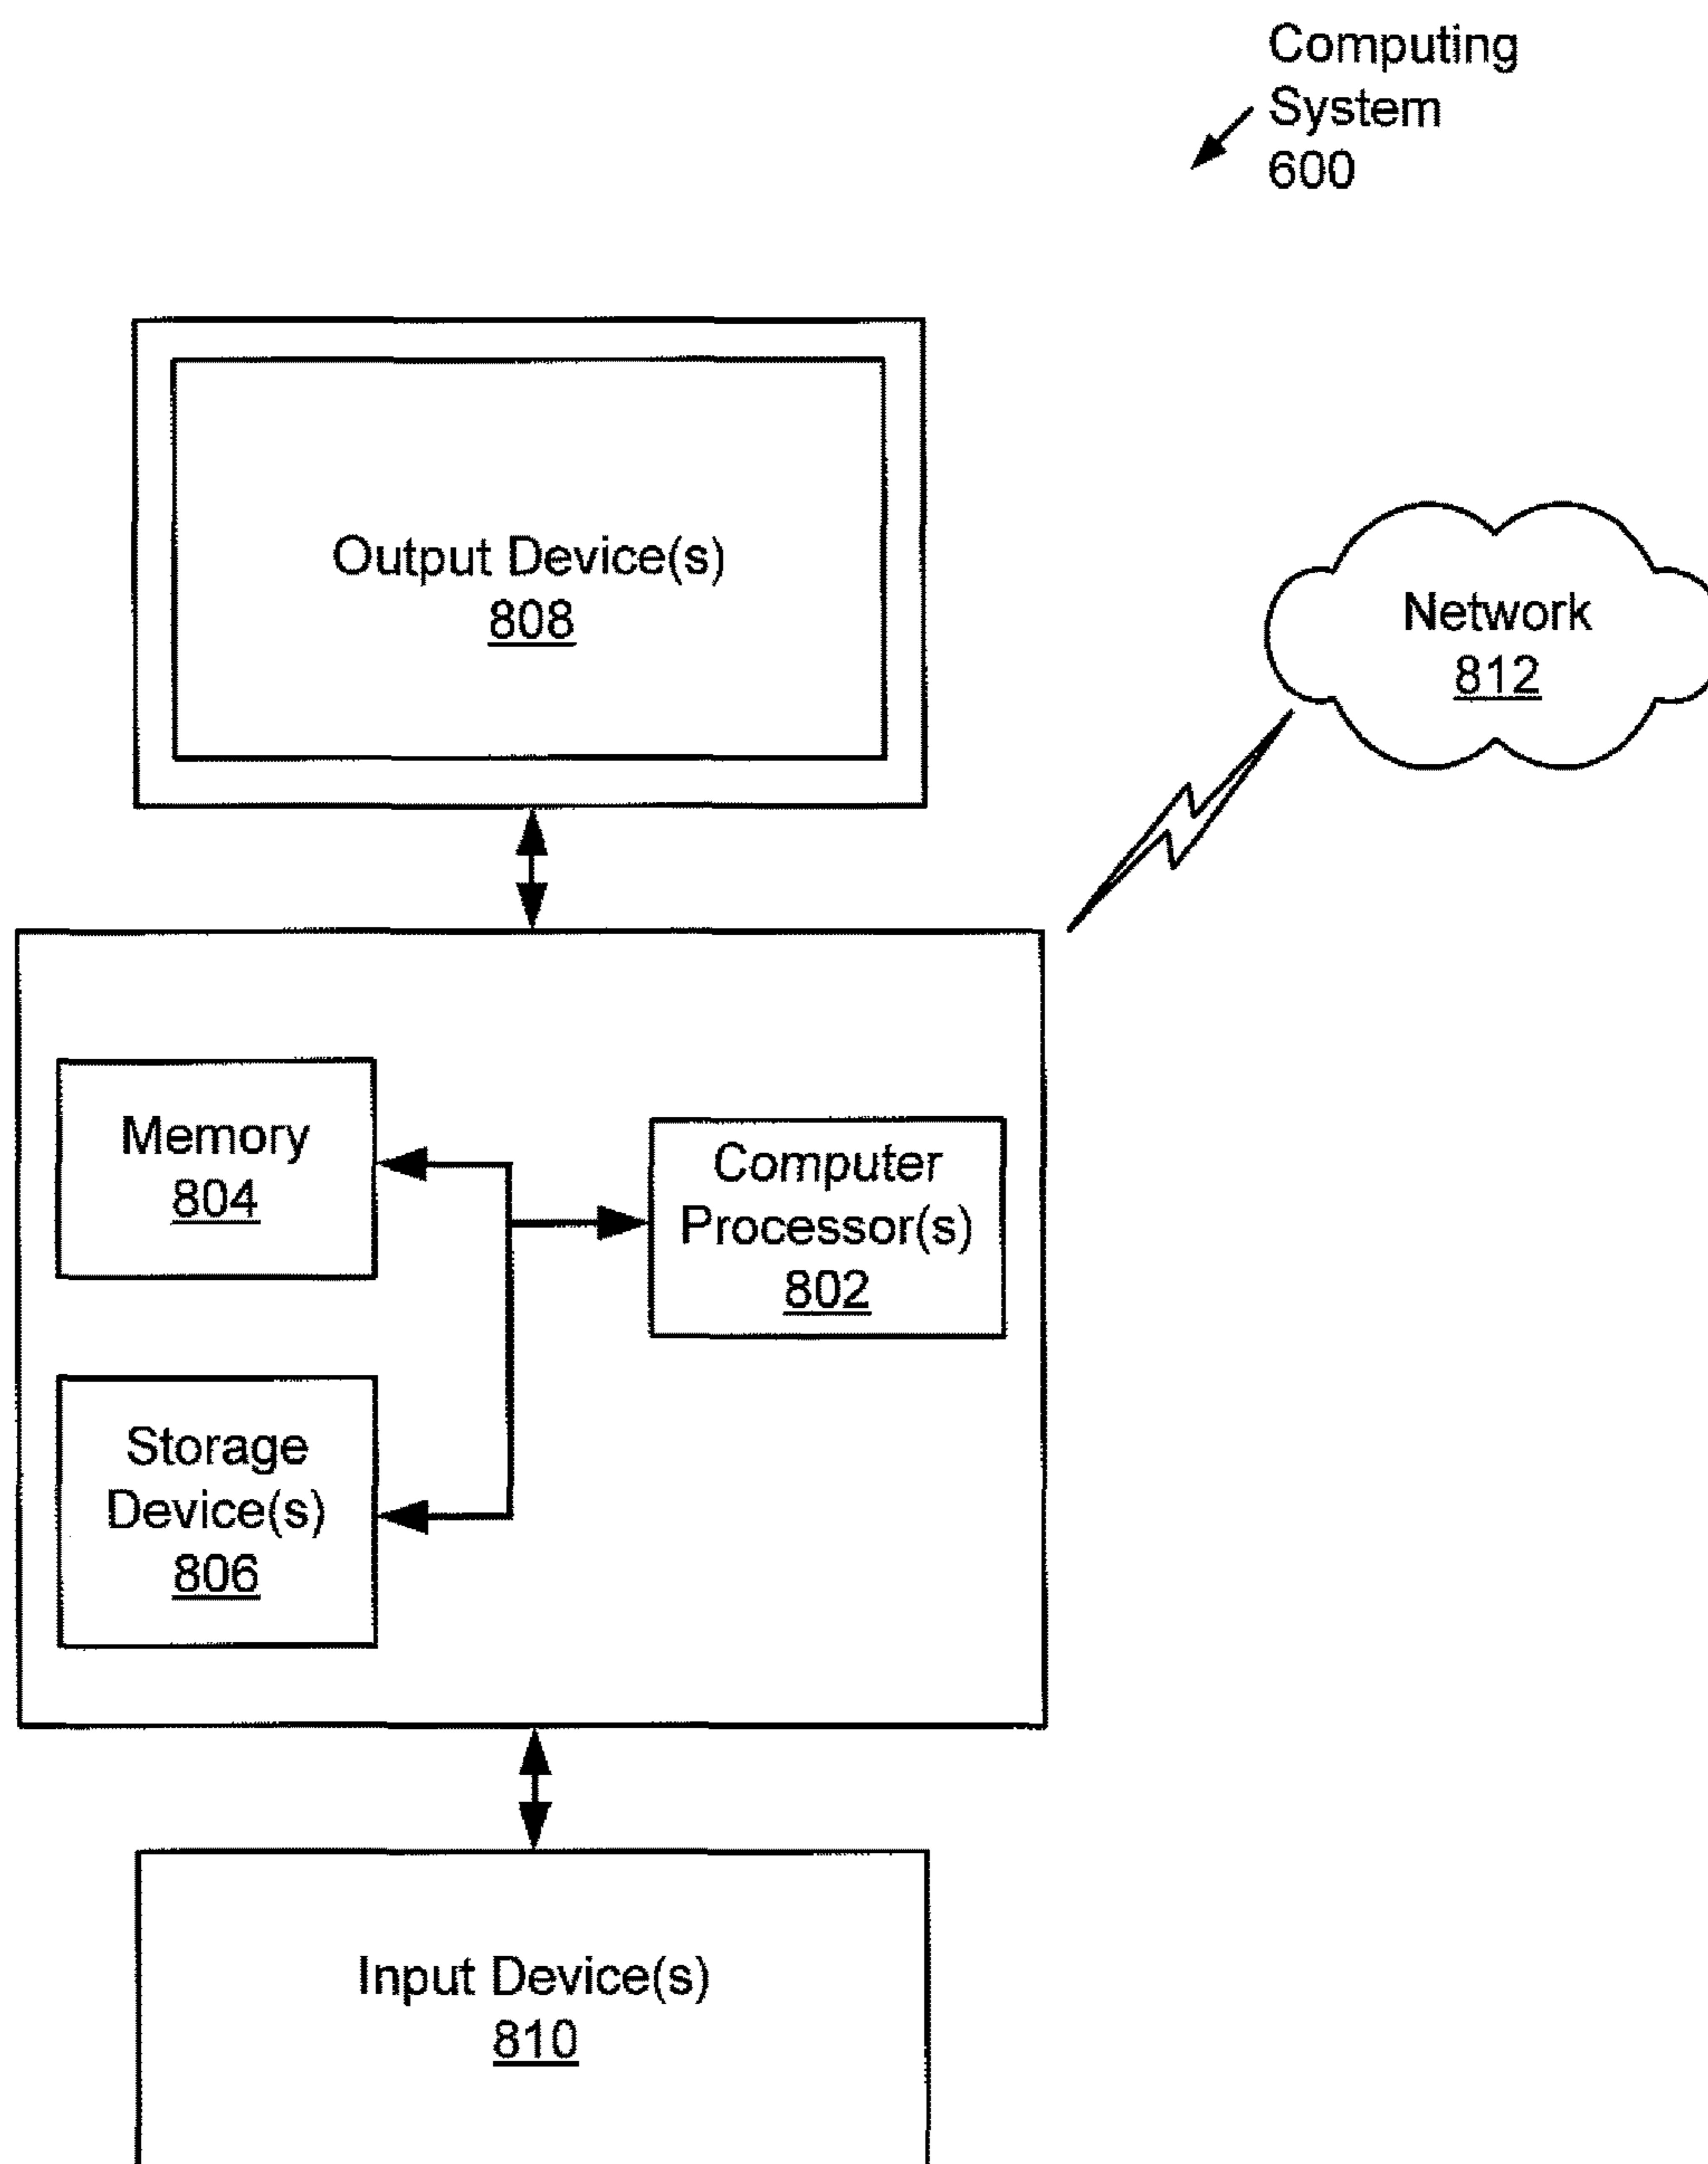 Computing
System
600
Output Device(s)
808
Network
812
Memory
804
Computer
Processor(s)
802
Storage
Device(s)
806
Input Device(s)
810